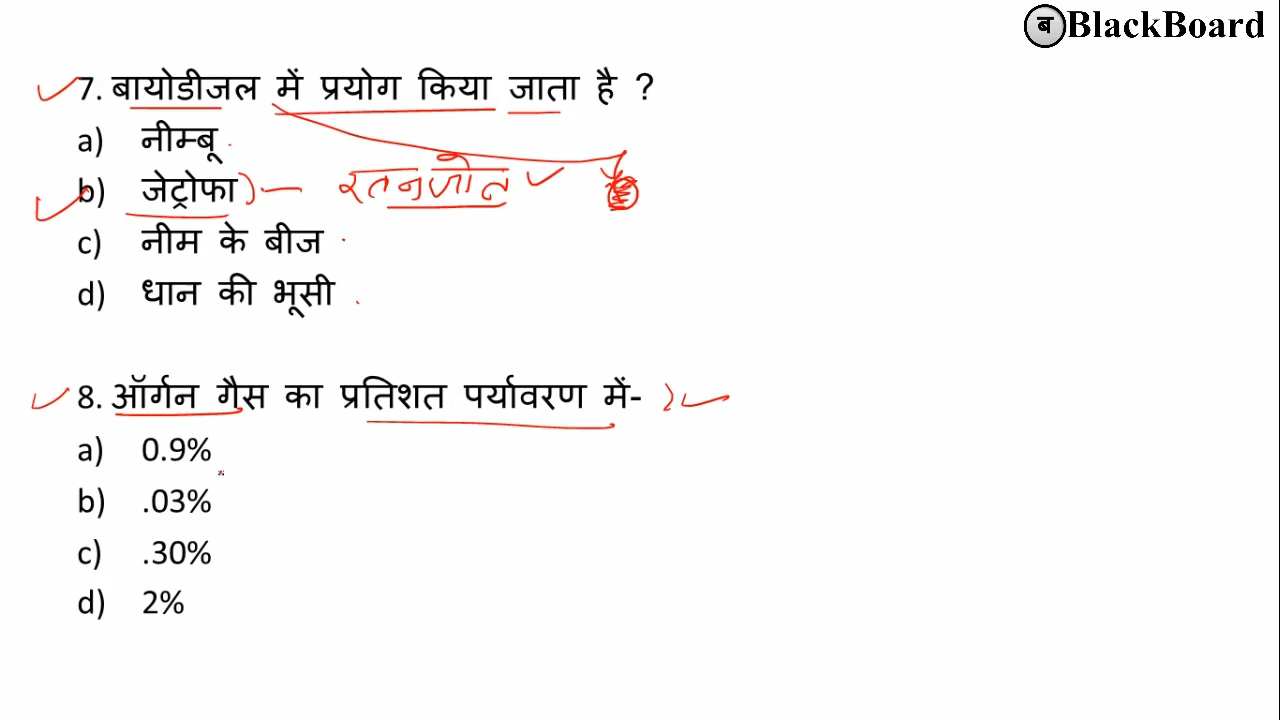 ब BlackBoard
7. बायोडीजल में प्रयोग किया जाता है ?
a) नीम्बू
b) जेट्रोफा – रतनजोत
c) नीम के बीज
d) धान की भूसी
8. ऑर्गन गैस का प्रतिशत पर्यावरण में-
a) 0.9%
b) .03%
c) .30%
d) 2%